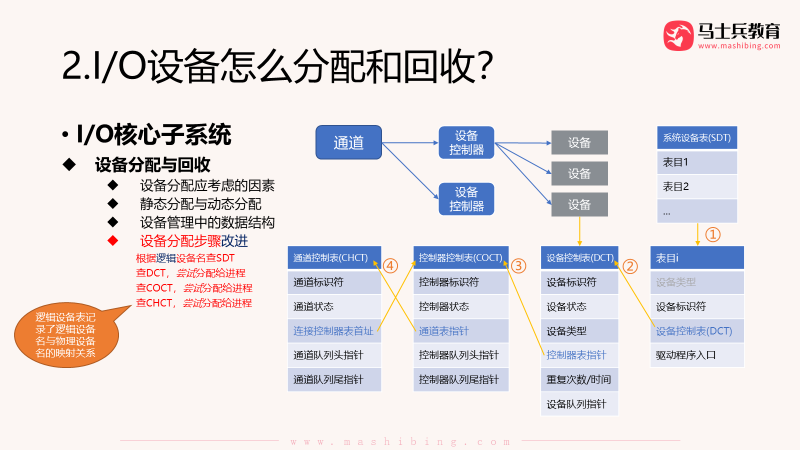 马士兵教育
www.mashibing.com
2.I/O设备怎么分配和回收?
• I/O核心子系统
◆ 设备分配与回收
◆ 设备分配应考虑的因素
◆ 静态分配与动态分配
◆ 设备管理中的数据结构
◆ 设备分配步骤改进
根据逻辑设备名查SDT
查DCT，尝试分配给进程
查COCT，尝试分配给进程
查CHCT，尝试分配给进程
逻辑设备表记
录了逻辑设备
名与物理设备
名的映射关系
通道
设备
控制器
设备
控制器
设备
设备
设备
系统设备表(SDT)
表目1
表目2
...
①
通道控制表(CHCT)
通道标识符
通道状态
连接控制器表首址
通道队列头指针
通道队列尾指针
④
控制器控制表(COCT)
控制器标识符
控制器状态
通道表指针
控制器队列头指针
控制器队列尾指针
③
设备控制表(DCT)
设备标识符
设备状态
设备类型
控制器表指针
重复次数/时间
设备队列指针
②
表目i
设备类型
设备标识符
设备控制表(DCT)
驱动程序入口
www.mashibing.com